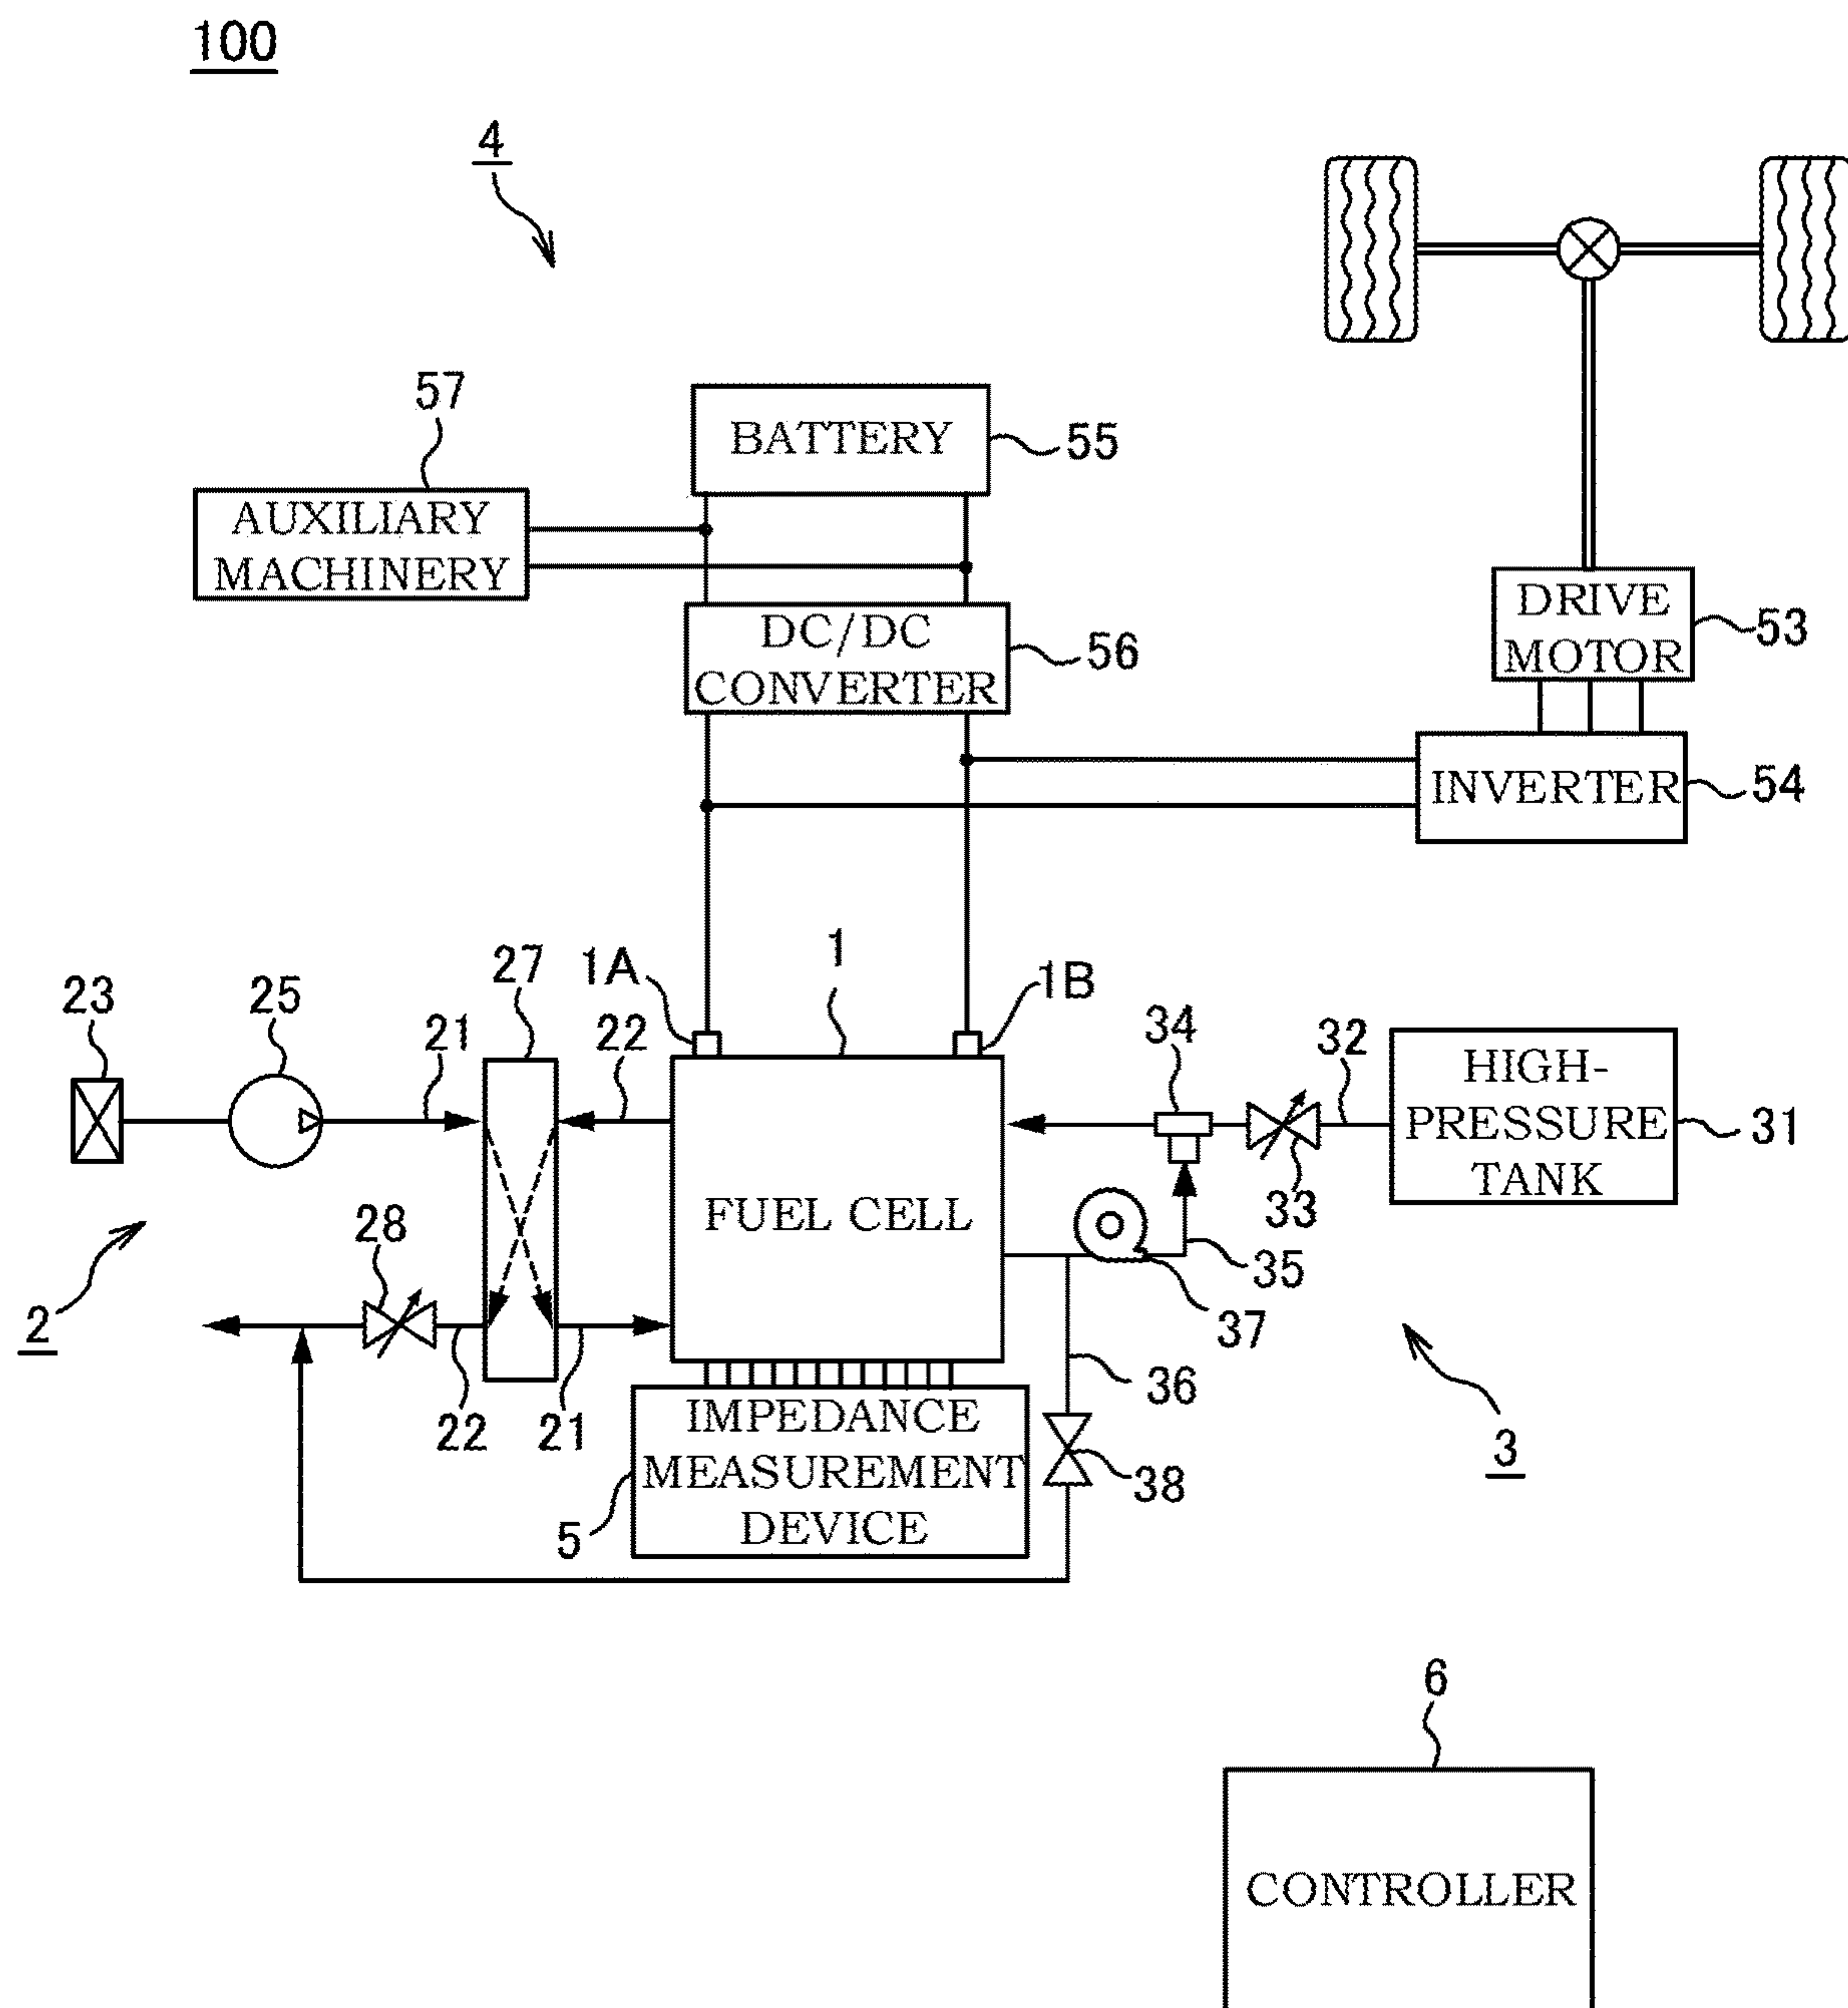 100
4
57
BATTERY
55
AUXILIARY
MACHINERY
DC/DC
CONVERTER
56
DRIVE
MOTOR
53
INVERTER
54
23
25
21
27
22
1A
1
1B
34
32
HIGH-
PRESSURE
TANK
31
33
FUEL CELL
28
2
22
21
35
37
36
3
IMPEDANCE
MEASUREMENT
DEVICE
5
38
6
CONTROLLER